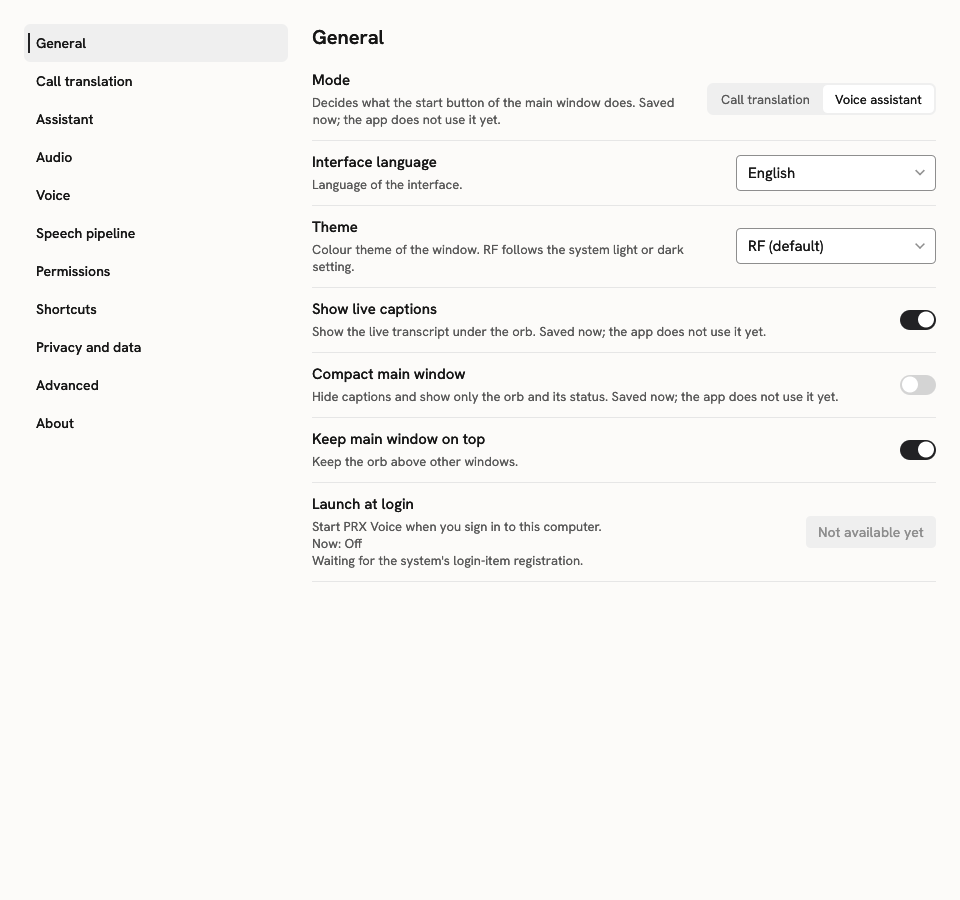 General
Call translation
Assistant
Audio
Voice
Speech pipeline
Permissions
Shortcuts
Privacy and data
Advanced
About
General
Mode
Decides what the start button of the main window does. Saved
now; the app does not use it yet.
Call translation
Voice assistant
Interface language
Language of the interface.
English
Theme
Colour theme of the window. RF follows the system light or dark
setting.
RF (default)
Show live captions
Show the live transcript under the orb. Saved now; the app does not use it yet.
Compact main window
Hide captions and show only the orb and its status. Saved now; the app does not use it yet.
Keep main window on top
Keep the orb above other windows.
Launch at login
Start PRX Voice when you sign in to this computer.
Now: Off
Waiting for the system's login-item registration.
Not available yet